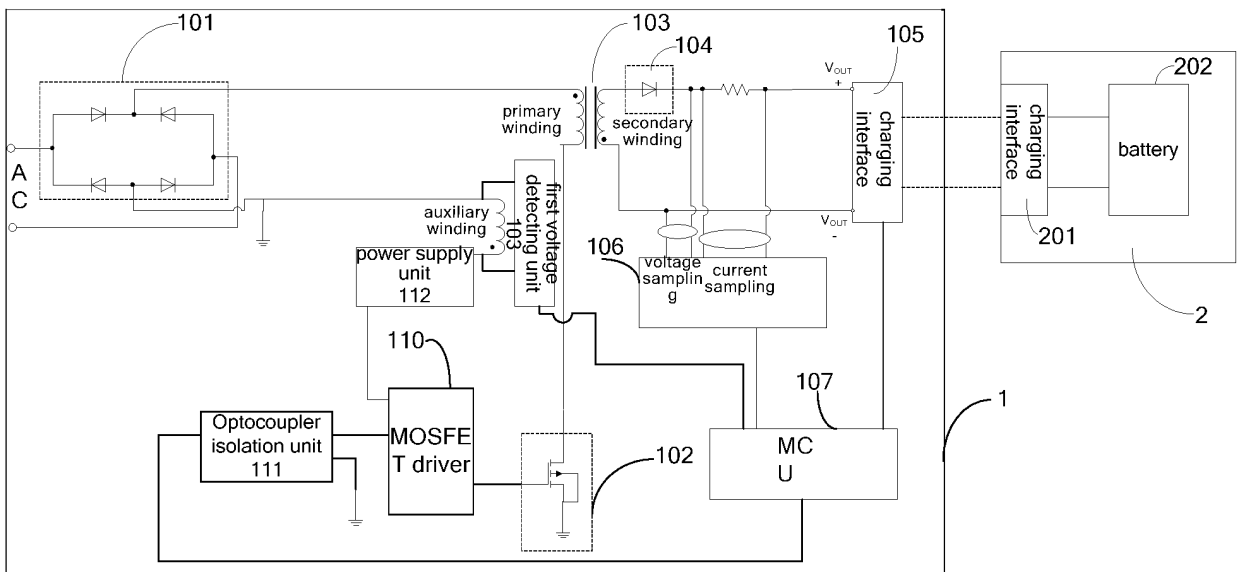 101
103
104
105
V_OUT
+
primary
winding
secondary
winding
charging
interface
charging
interface
201
202
battery
2
A
C
auxiliary
winding
first voltage
detecting unit
103
V_OUT
-
power supply
unit
112
106
voltage
samplin
g
current
sampling
110
107
1
Optocoupler
isolation unit
111
MOSFE
T driver
102
MC
U